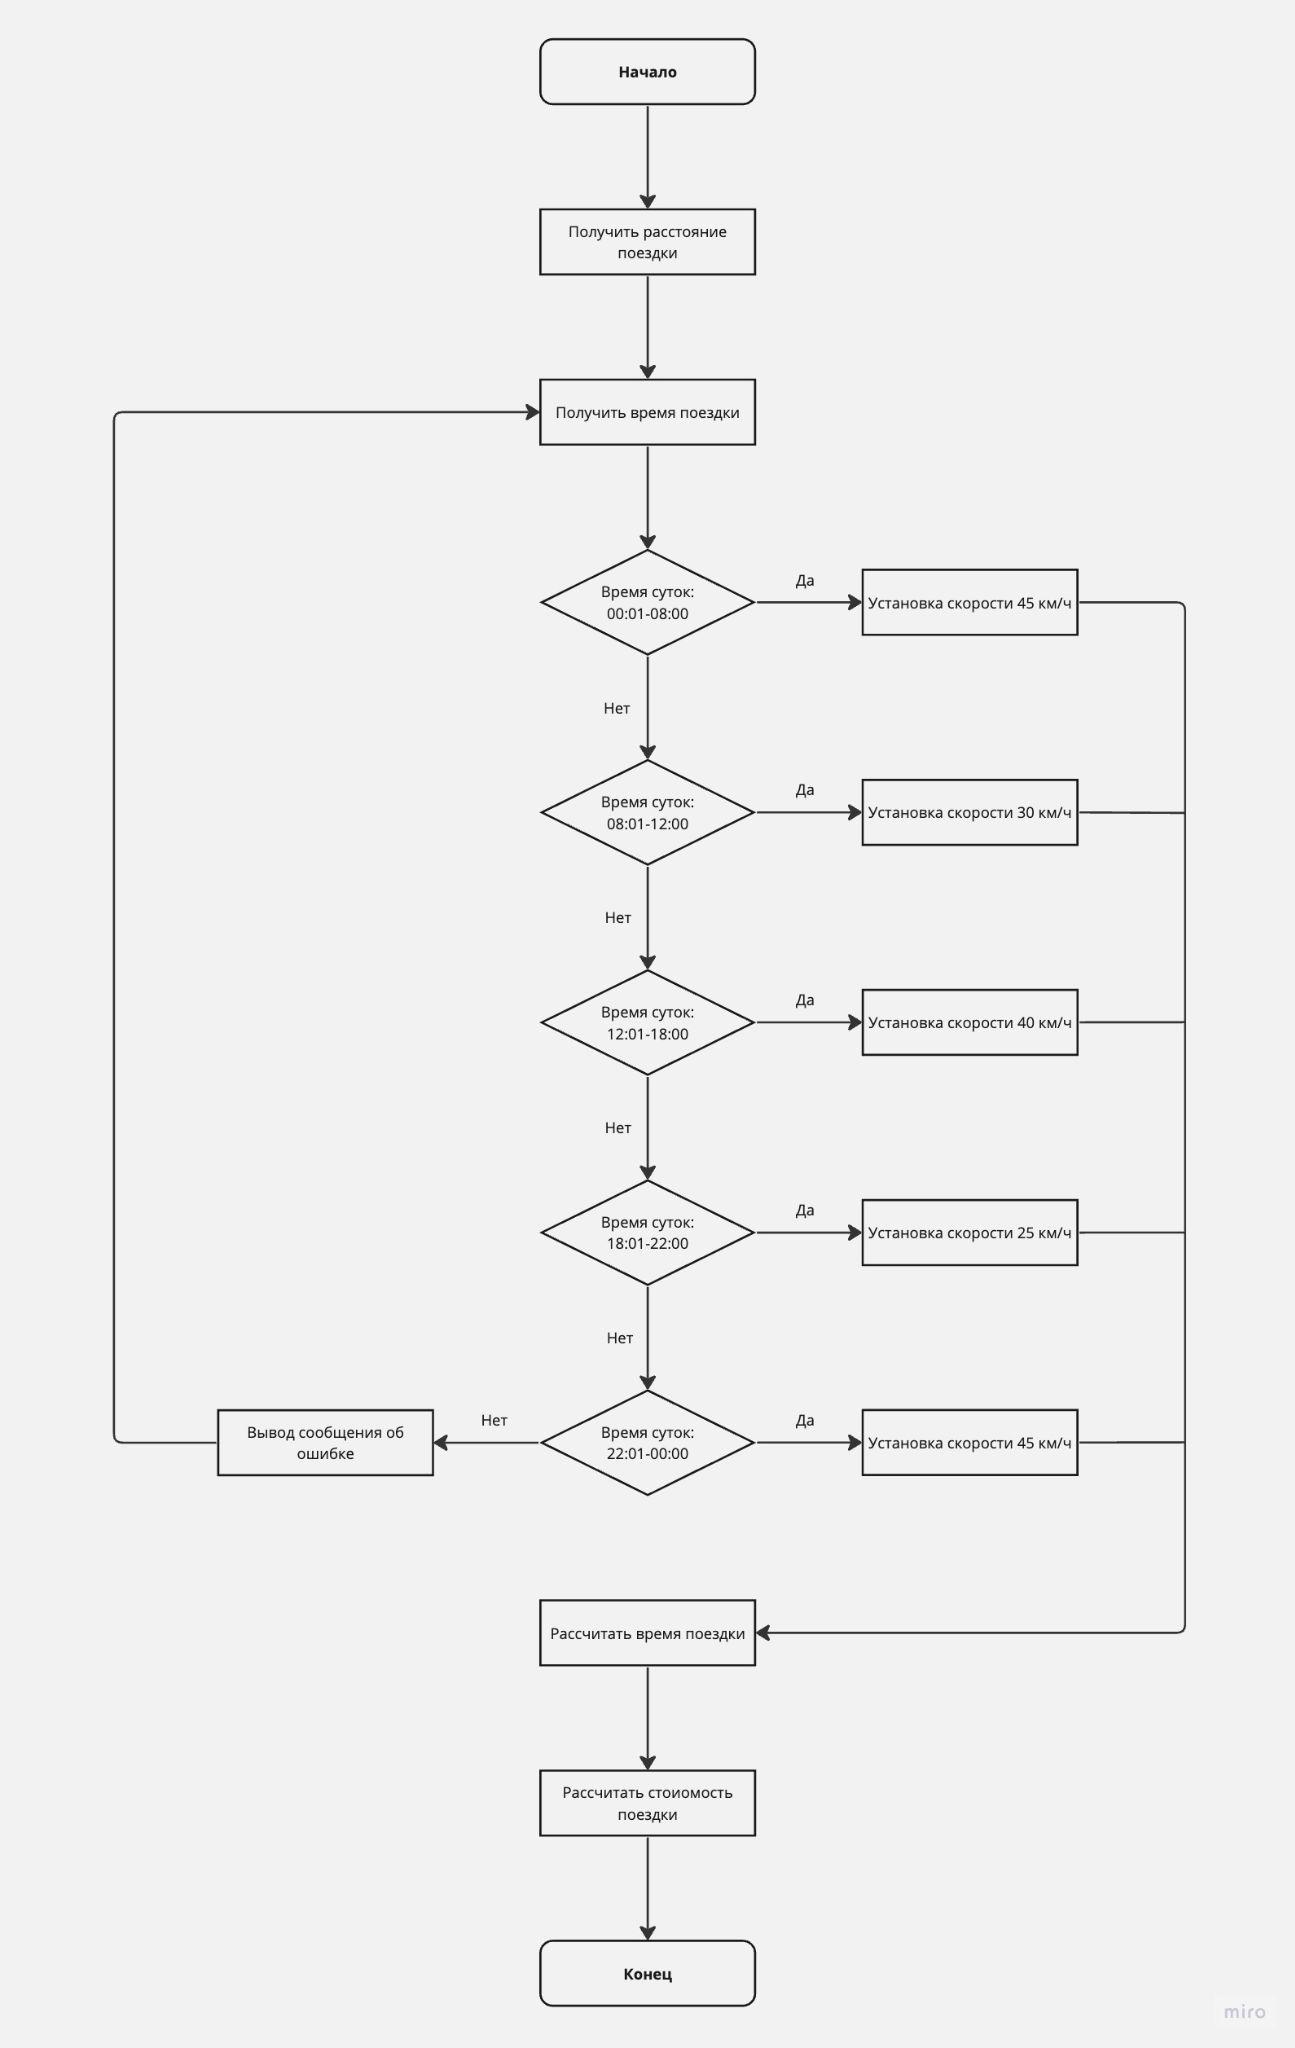 Начало
Получить расстояние
поездки
Получить время поездки
Время суток:
00:01-08:00
Да
Установка скорости 45 км/ч
Нет
Время суток:
08:01-12:00
Да
Установка скорости 30 км/ч
Нет
Время суток:
12:01-18:00
Да
Установка скорости 40 км/ч
Нет
Время суток:
18:01-22:00
Да
Установка скорости 25 км/ч
Нет
Время суток:
22:01-00:00
Да
Установка скорости 45 км/ч
Нет
Вывод сообщения об
ошибке
Рассчитать время поездки
Рассчитать стоиомость
поездки
Конец
miro